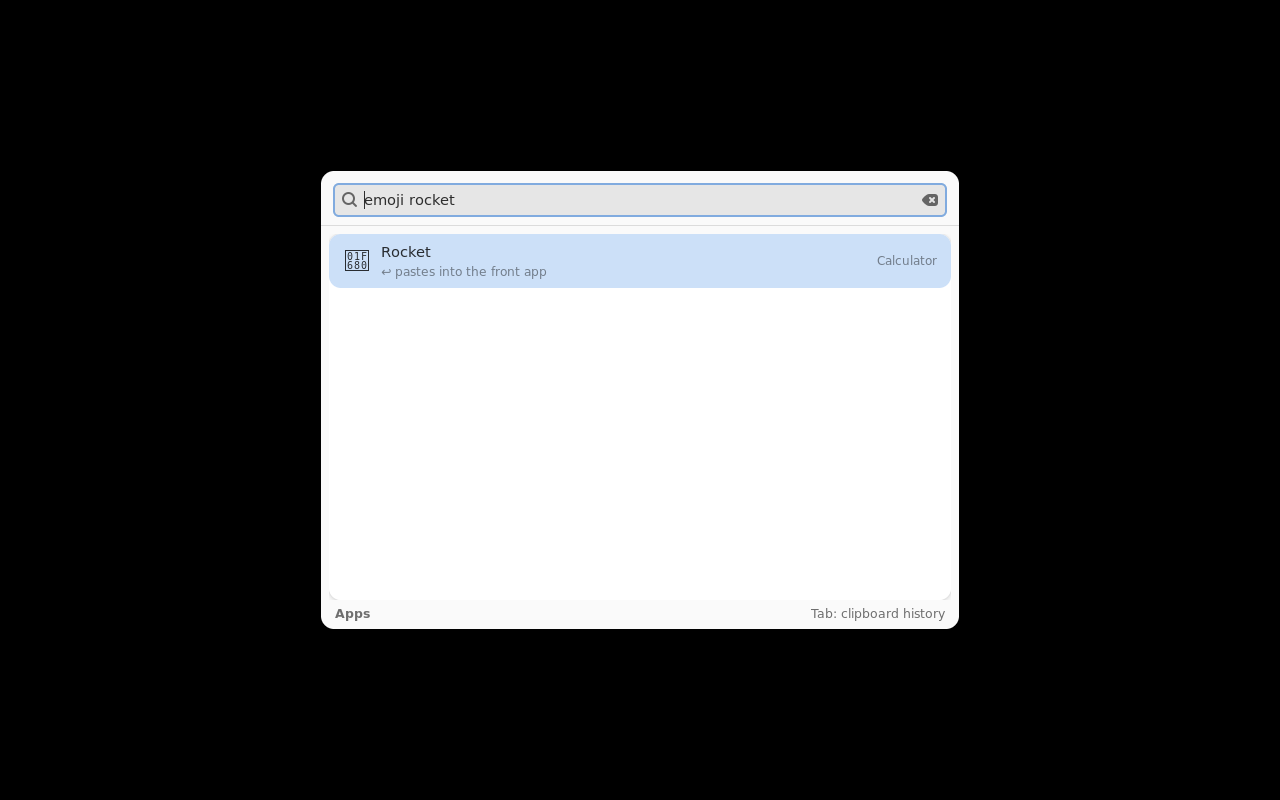 emoji rocket
01F
680
Rocket
↩ pastes into the front app
Calculator
Apps
Tab: clipboard history